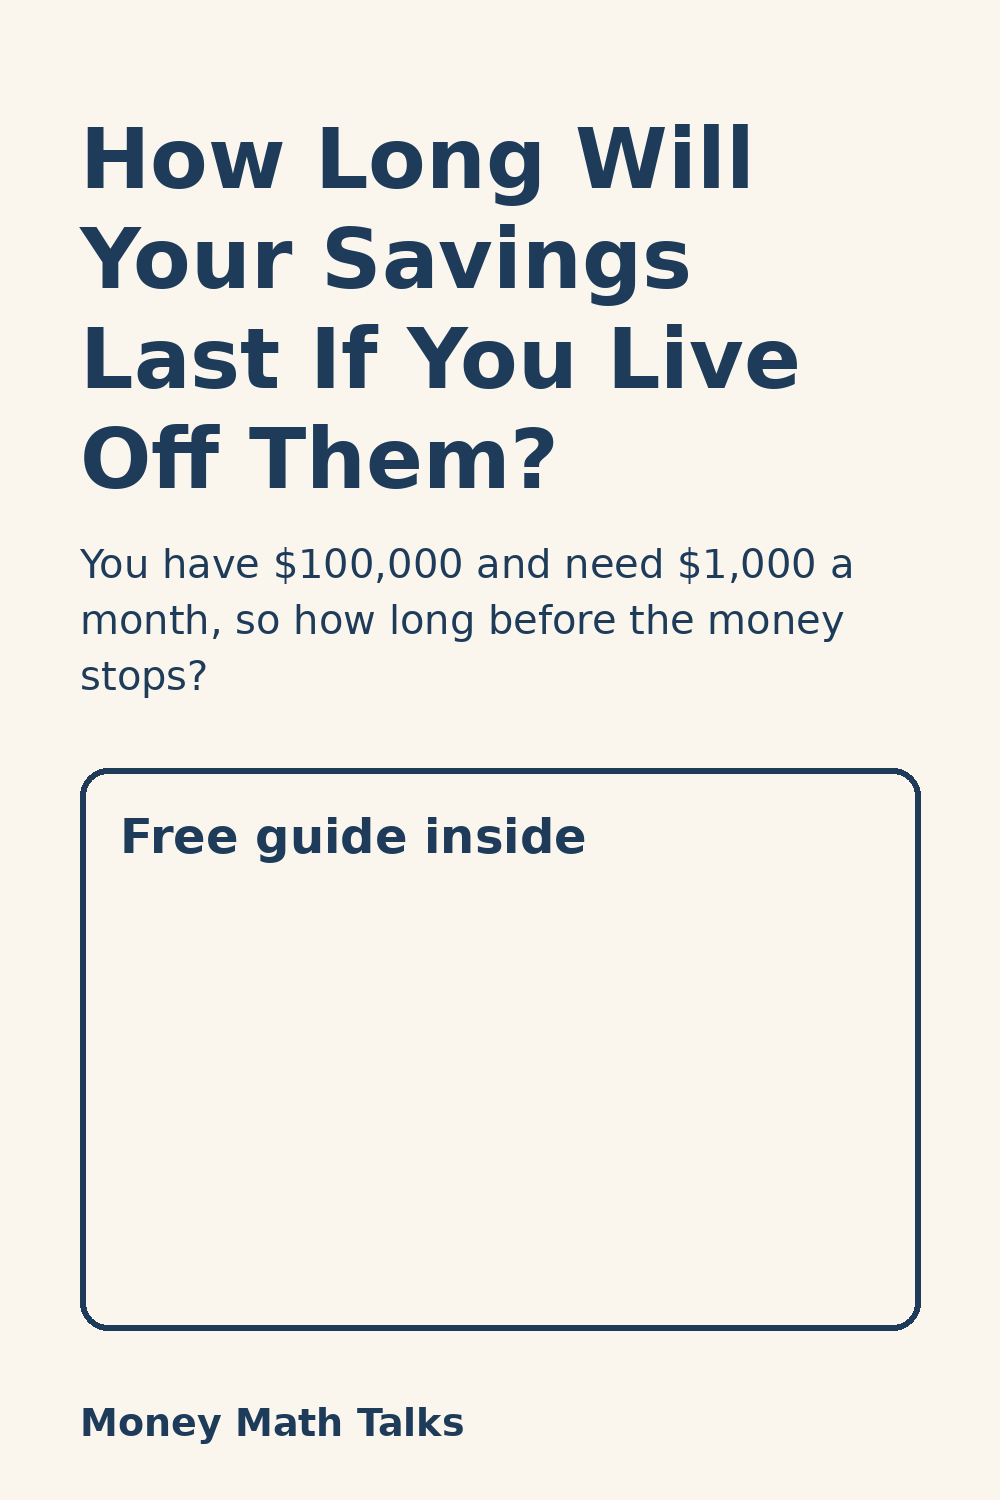 How Long Will
Your Savings
Last If You Live
Off Them?
You have $100,000 and need $1,000 a
month, so how long before the money
stops?
Free guide inside
Money Math Talks